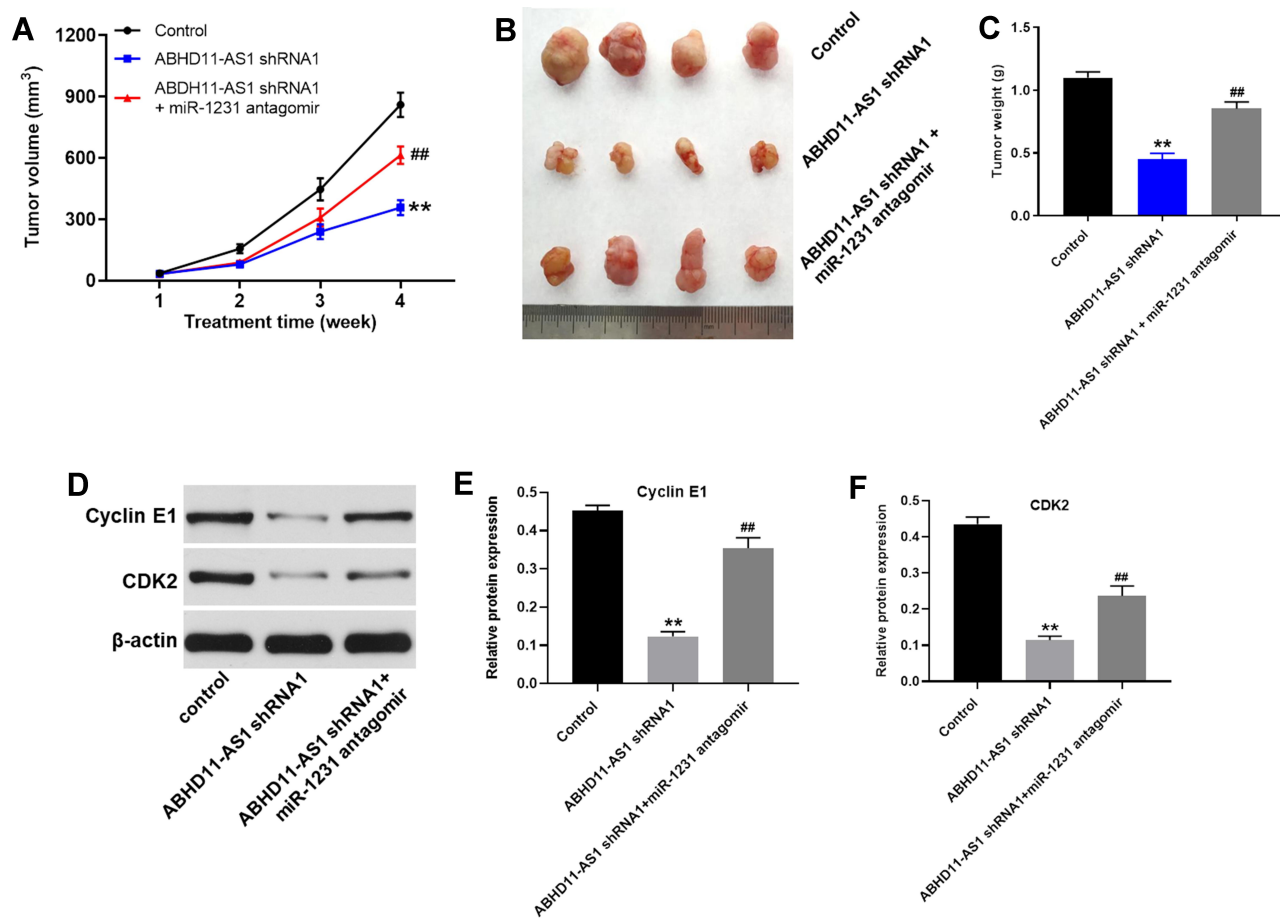 A
Control
ABHD11-AS1 shRNA1
ABDH11-AS1 shRNA1
+ miR-1231 antagomir
Tumor volume (mm³)
1200
900
600
300
0
##
**
1 2 3 4
Treatment time (week)
B
Control
ABHD11-AS1 shRNA1
ABHD11-AS1 shRNA1 +
miR-1231 antagomir
mm
C
Tumor weight (g)
1.5
1.0
0.5
0.0
**
##
Control
ABHD11-AS1 shRNA1
ABHD11-AS1 shRNA1 + miR-1231 antagomir
D
Cyclin E1
CDK2
β-actin
control
ABHD11-AS1 shRNA1
ABHD11-AS1 shRNA1+
miR-1231 antagomir
E
Cyclin E1
Relative protein expression
0.5
0.4
0.3
0.2
0.1
0.0
**
##
Control
ABHD11-AS1 shRNA1
ABHD11-AS1 shRNA1+miR-1231 antagomir
F
CDK2
Relative protein expression
0.5
0.4
0.3
0.2
0.1
0.0
**
##
Control
ABHD11-AS1 shRNA1
ABHD11-AS1 shRNA1+miR-1231 antagomir